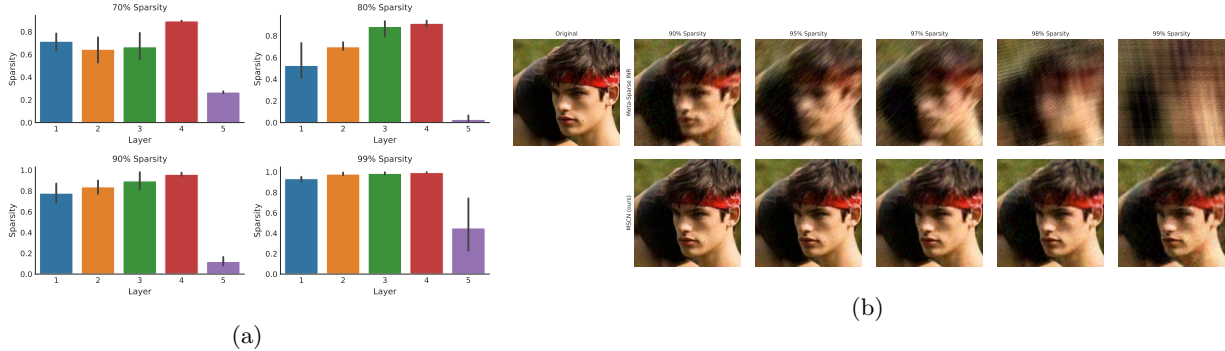 70% Sparsity
Sparsity
0.8
0.6
0.4
0.2
0.0
1 2 3 4 5
Layer
80% Sparsity
Sparsity
0.8
0.6
0.4
0.2
0.0
1 2 3 4 5
Layer
90% Sparsity
Sparsity
1.0
0.8
0.6
0.4
0.2
0.0
1 2 3 4 5
Layer
99% Sparsity
Sparsity
1.0
0.8
0.6
0.4
0.2
0.0
1 2 3 4 5
Layer
(a)
Original 90% Sparsity 95% Sparsity 97% Sparsity 98% Sparsity 99% Sparsity
Meta-Sparse INR
MSCN (ours)
(b)